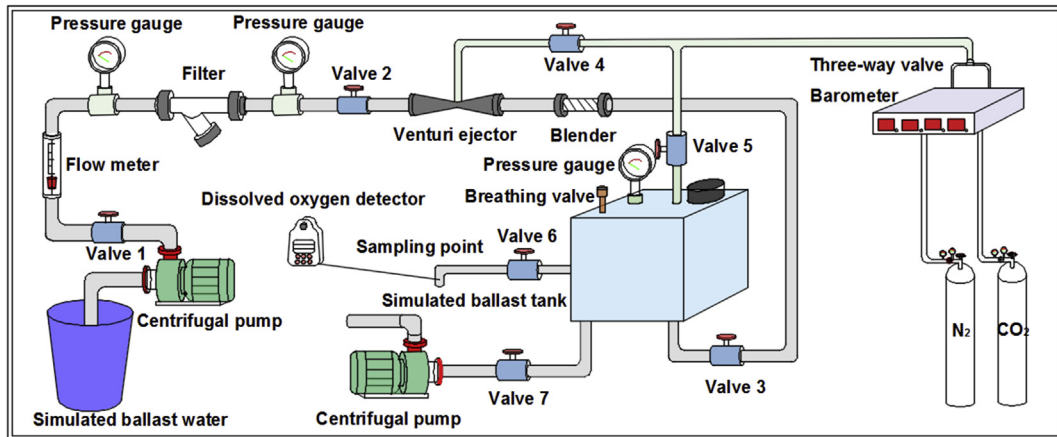 Pressure gauge
Pressure gauge
Filter
Valve 2
Valve 4
Three-way valve
Barometer
Venturi ejector
Blender
Flow meter
Pressure gauge
Valve 5
Breathing valve
Dissolved oxygen detector
Valve 1
Sampling point
Valve 6
Simulated ballast tank
Centrifugal pump
N₂
CO₂
Valve 7
Valve 3
Simulated ballast water
Centrifugal pump